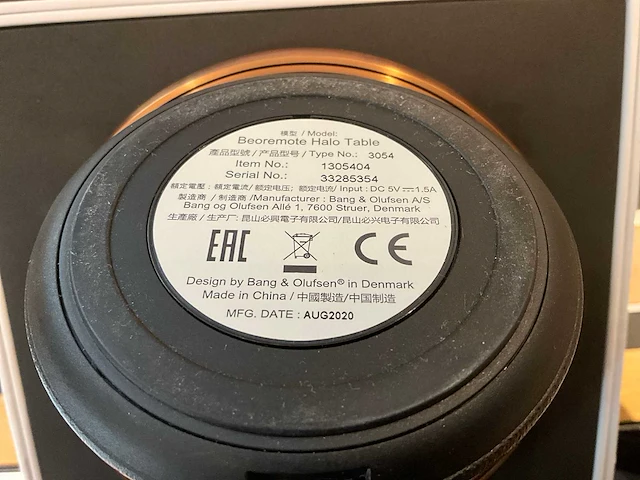 模型 / Model:
Beoremote Halo Table
產品型號/产品型号/ Type No.: 3054
Item No.: 1305404
Serial No.: 33285354
額定電壓; 額定電流/额定电压; 额定电流/ Input : DC 5V⎓1.5A
製造商 / 制造商 /Manufacturer : Bang & Olufsen A/S
Bang og Olufsen Allé 1, 7600 Struer, Denmark
生產廠 / 生产厂: 昆山必興電子有限公司/昆山必兴电子有限公司
EAC CE
Design by Bang & Olufsen® in Denmark
Made in China / 中國製造/中国制造
MFG. DATE : AUG2020